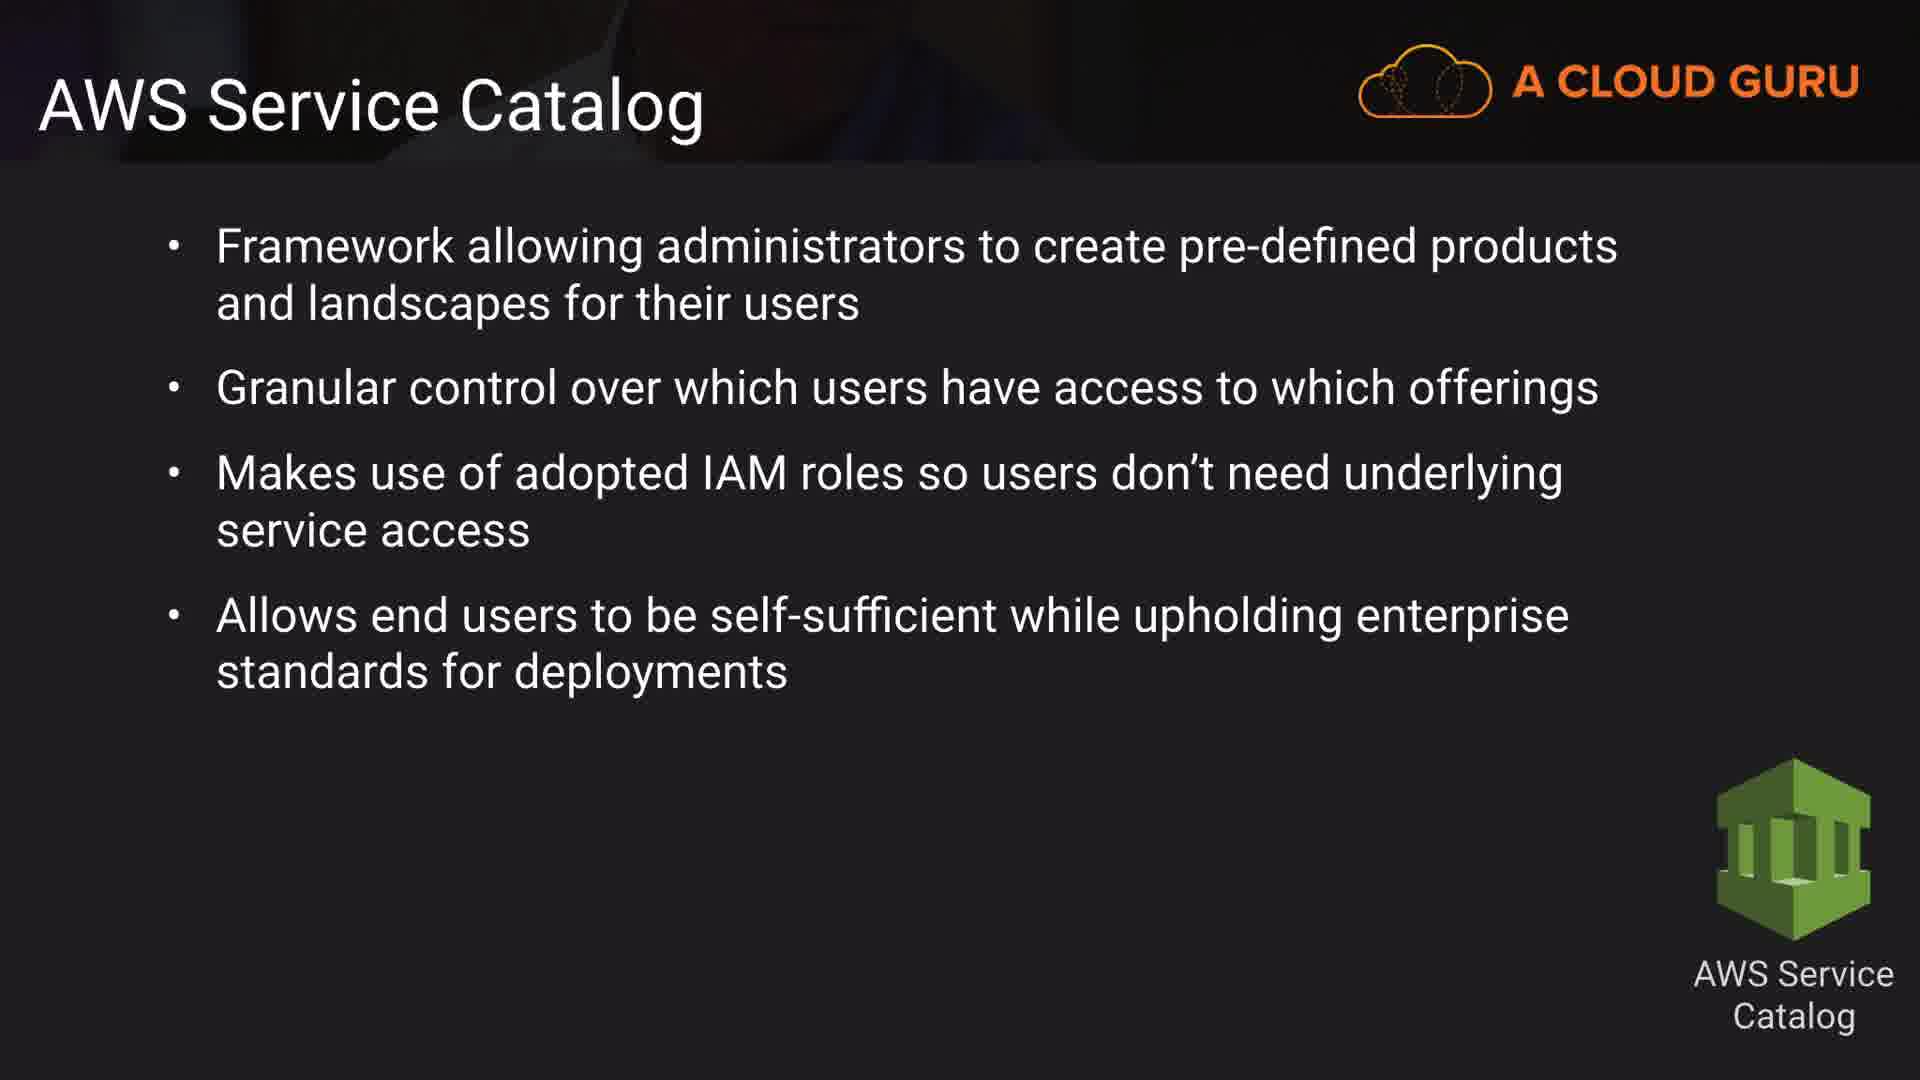 AWS Service Catalog
A CLOUD GURU
• Framework allowing administrators to create pre-defined products
and landscapes for their users
• Granular control over which users have access to which offerings
• Makes use of adopted IAM roles so users don’t need underlying
service access
• Allows end users to be self-sufficient while upholding enterprise
standards for deployments
AWS Service
Catalog